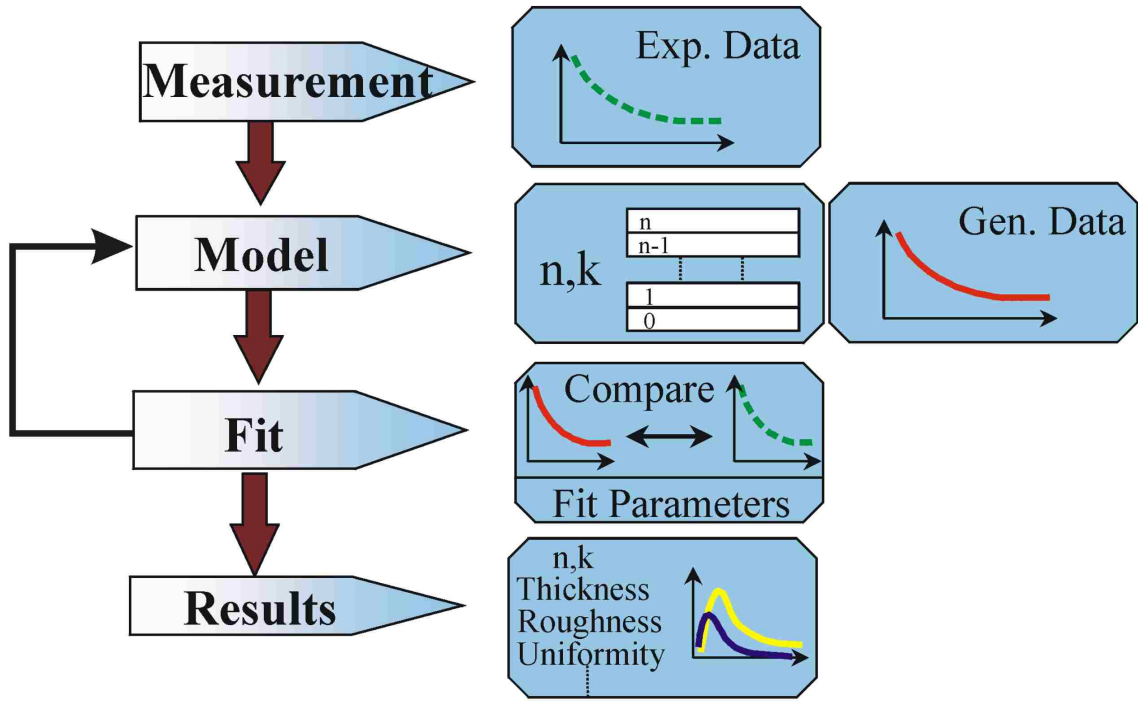 Measurement
Exp. Data
Model
n,k
n
n-1
1
0
Gen. Data
Fit
Compare
Fit Parameters
Results
n,k
Thickness
Roughness
Uniformity